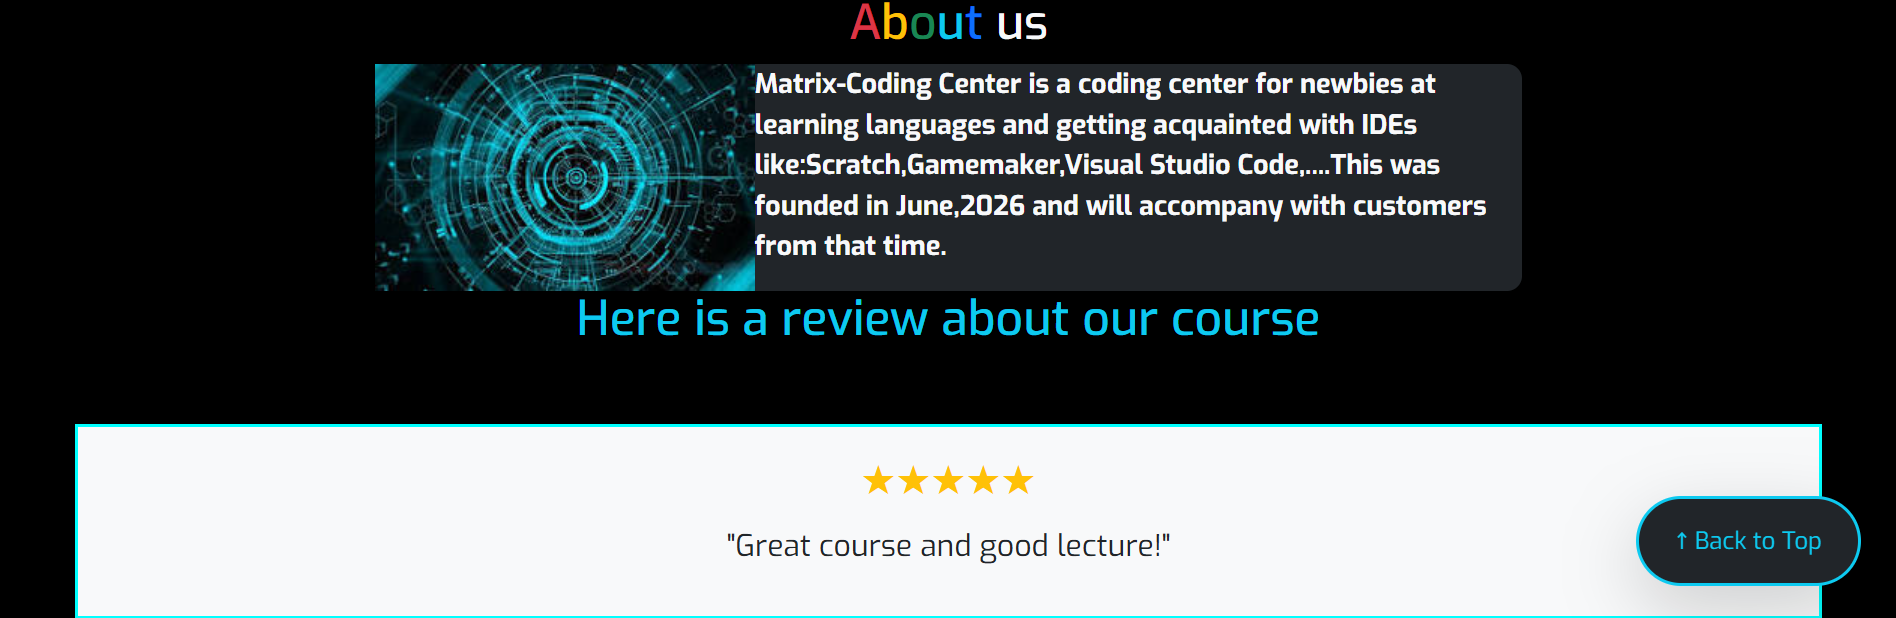 About us
Matrix-Coding Center is a coding center for newbies at
learning languages and getting acquainted with IDEs
like:Scratch,Gamemaker,Visual Studio Code,....This was
founded in June,2026 and will accompany with customers
from that time.
Here is a review about our course
★★★★★
"Great course and good lecture!"
↑ Back to Top